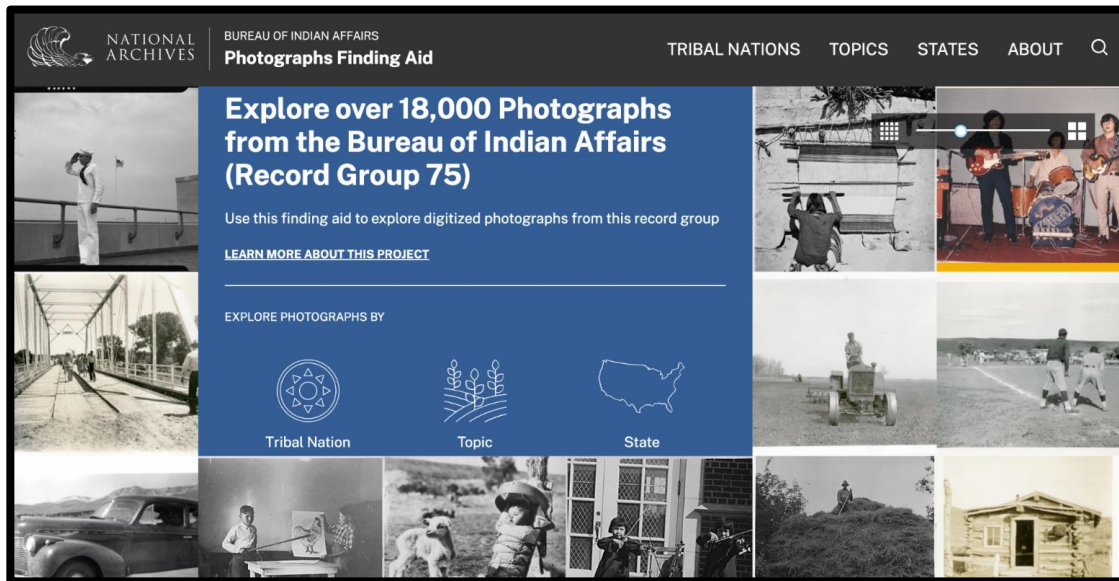 NATIONAL
ARCHIVES
BUREAU OF INDIAN AFFAIRS
Photographs Finding Aid
TRIBAL NATIONS
TOPICS
STATES
ABOUT
Explore over 18,000 Photographs
from the Bureau of Indian Affairs
(Record Group 75)
Use this finding aid to explore digitized photographs from this record group
LEARN MORE ABOUT THIS PROJECT
EXPLORE PHOTOGRAPHS BY
Tribal Nation
Topic
State